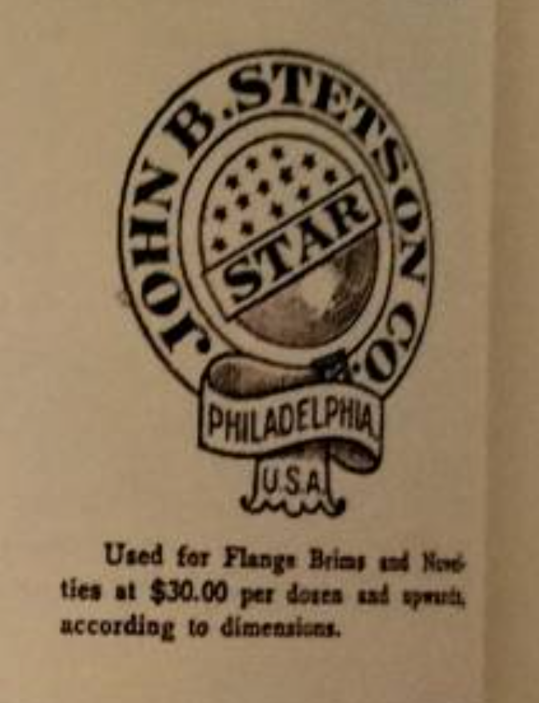 JOHN B. STETSON CO.
STAR
PHILADELPHIA,
U.S.A.
Used for Flange Brims and Novel-
ties at $30.00 per dozen and upwards,
according to dimensions.